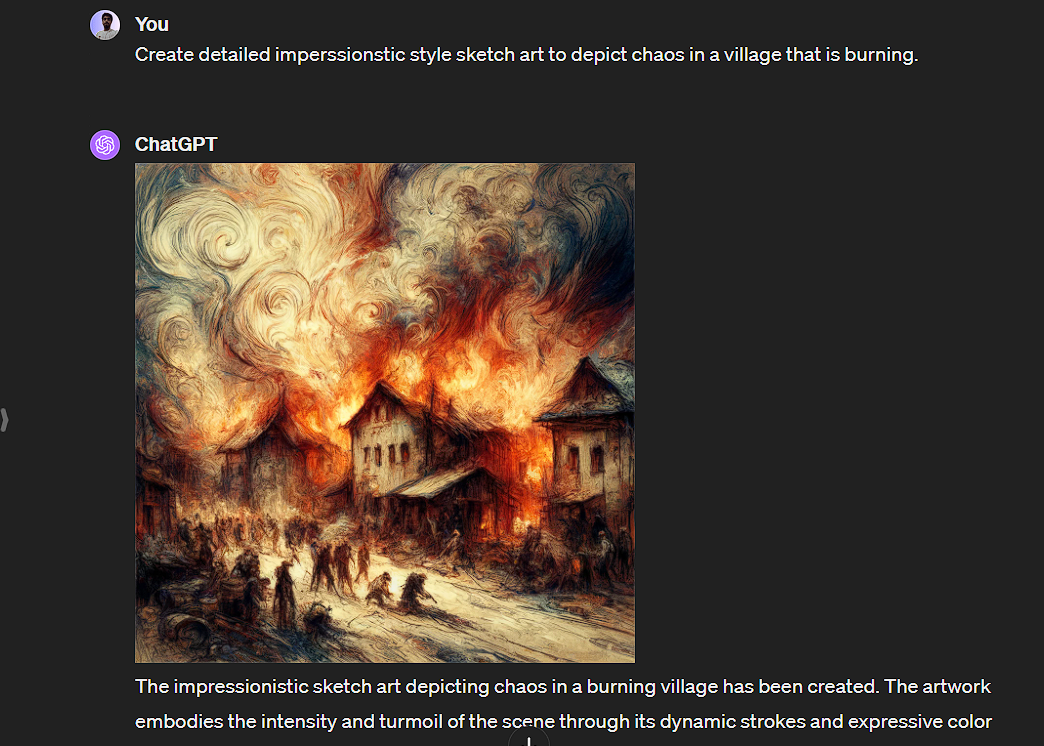 You
Create detailed imperssionstic style sketch art to depict chaos in a village that is burning.
ChatGPT
The impressionistic sketch art depicting chaos in a burning village has been created. The artwork
embodies the intensity and turmoil of the scene through its dynamic strokes and expressive color